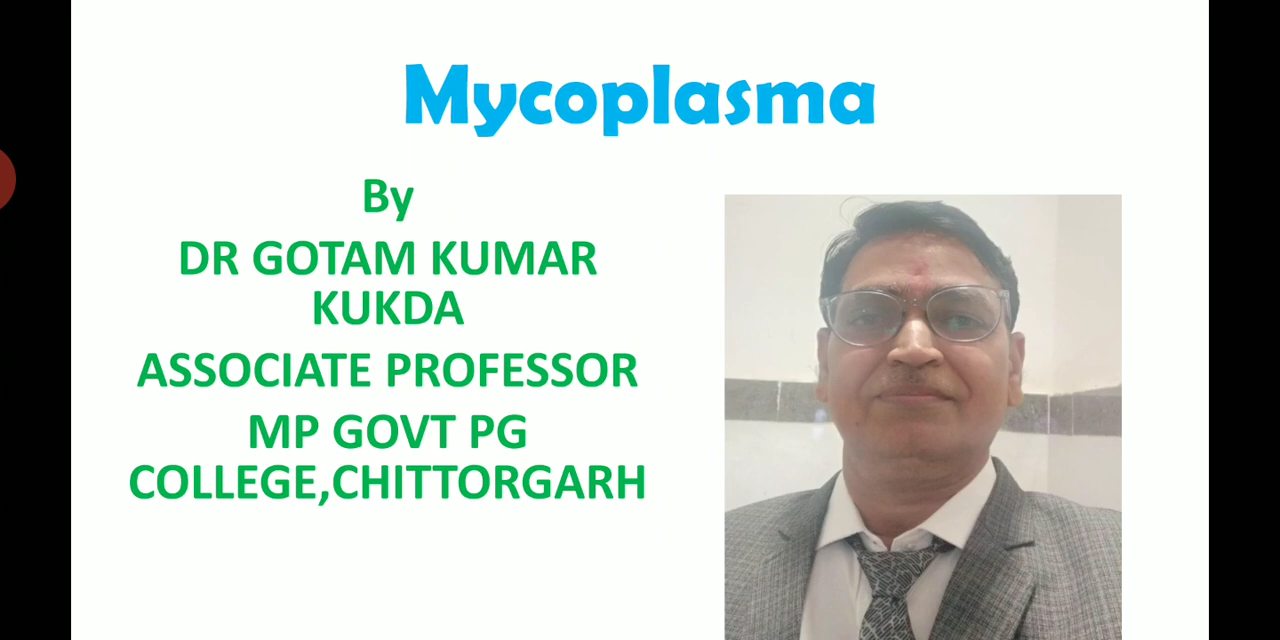 Mycoplasma
By
DR GOTAM KUMAR
KUKDA
ASSOCIATE PROFESSOR
MP GOVT PG
COLLEGE,CHITTORGARH